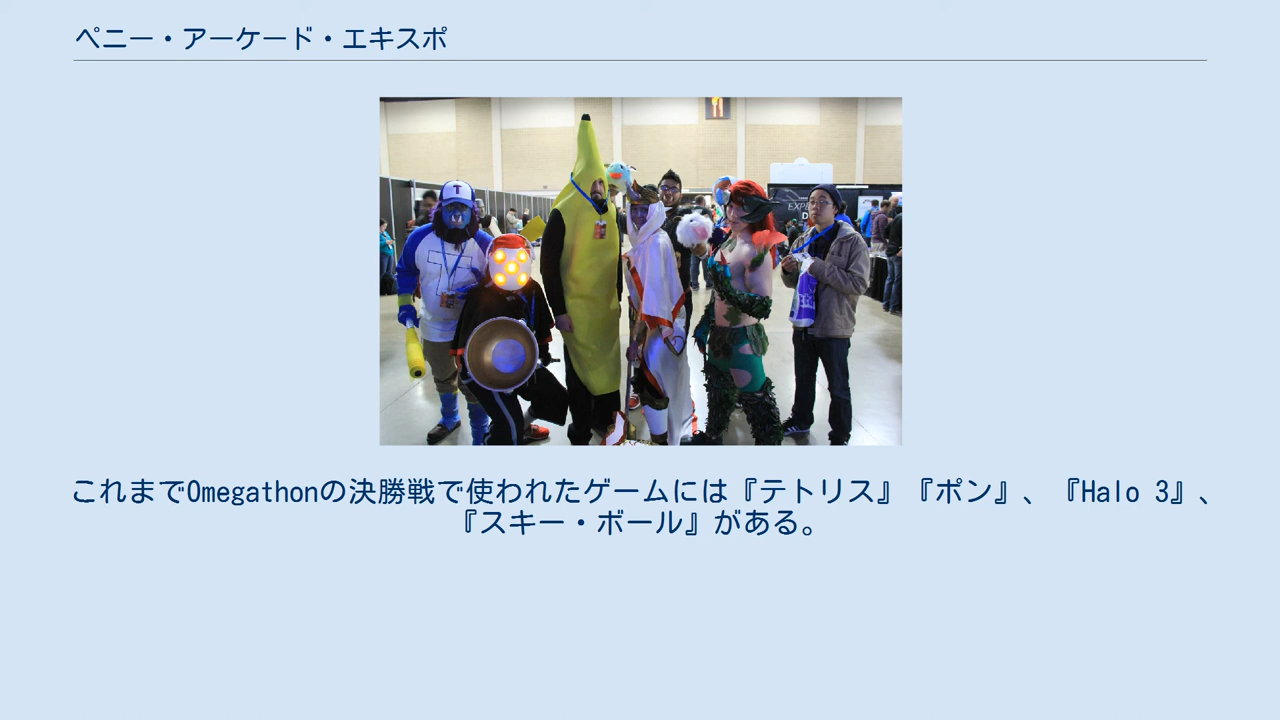 ペニー・アーケード・エキスポ
T
EXPE
D
これまでOmegathonの決勝戦で使われたゲームには『テトリス』『ポン』、『Halo 3』、
『スキー・ボール』がある。